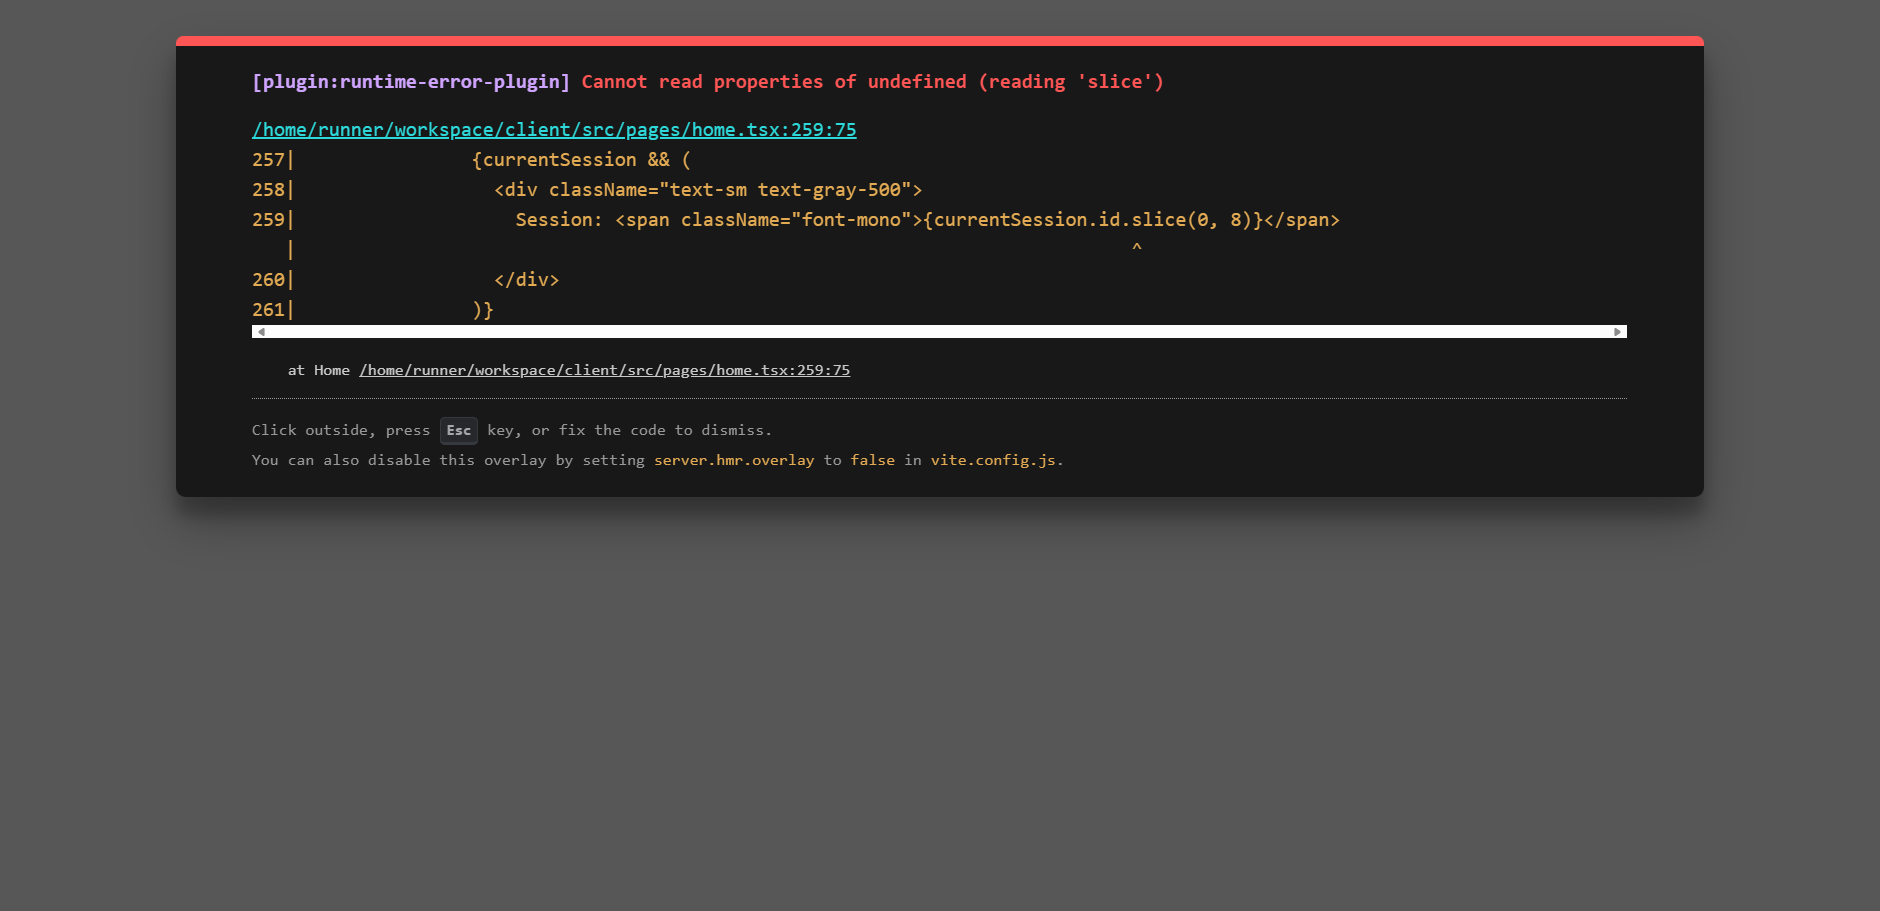 [plugin:runtime-error-plugin] Cannot read properties of undefined (reading 'slice')
/home/runner/workspace/client/src/pages/home.tsx:259:75
257|                {currentSession && (
258|                  <div className="text-sm text-gray-500">
259|                    Session: <span className="font-mono">{currentSession.id.slice(0, 8)}</span>
   |                                                                            ^
260|                  </div>
261|                )}
at Home /home/runner/workspace/client/src/pages/home.tsx:259:75
Click outside, press Esc key, or fix the code to dismiss.
You can also disable this overlay by setting server.hmr.overlay to false in vite.config.js.